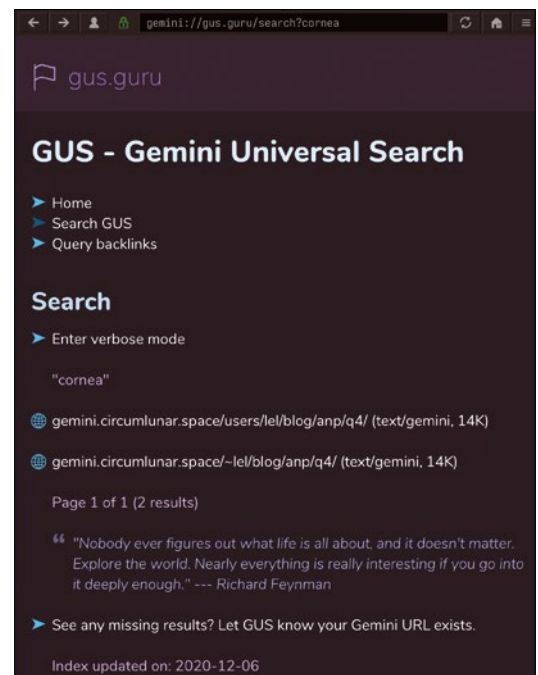 gemini://gus.guru/search?cornea
gus.guru
GUS - Gemini Universal Search
Home
Search GUS
Query backlinks
Search
Enter verbose mode
"cornea"
gemini.circumlunar.space/users/lel/blog/anp/q4/ (text/gemini, 14K)
gemini.circumlunar.space/~lel/blog/anp/q4/ (text/gemini, 14K)
Page 1 of 1 (2 results)
"Nobody ever figures out what life is all about, and it doesn't matter.
Explore the world. Nearly everything is really interesting if you go into
it deeply enough." --- Richard Feynman
See any missing results? Let GUS know your Gemini URL exists.
Index updated on: 2020-12-06